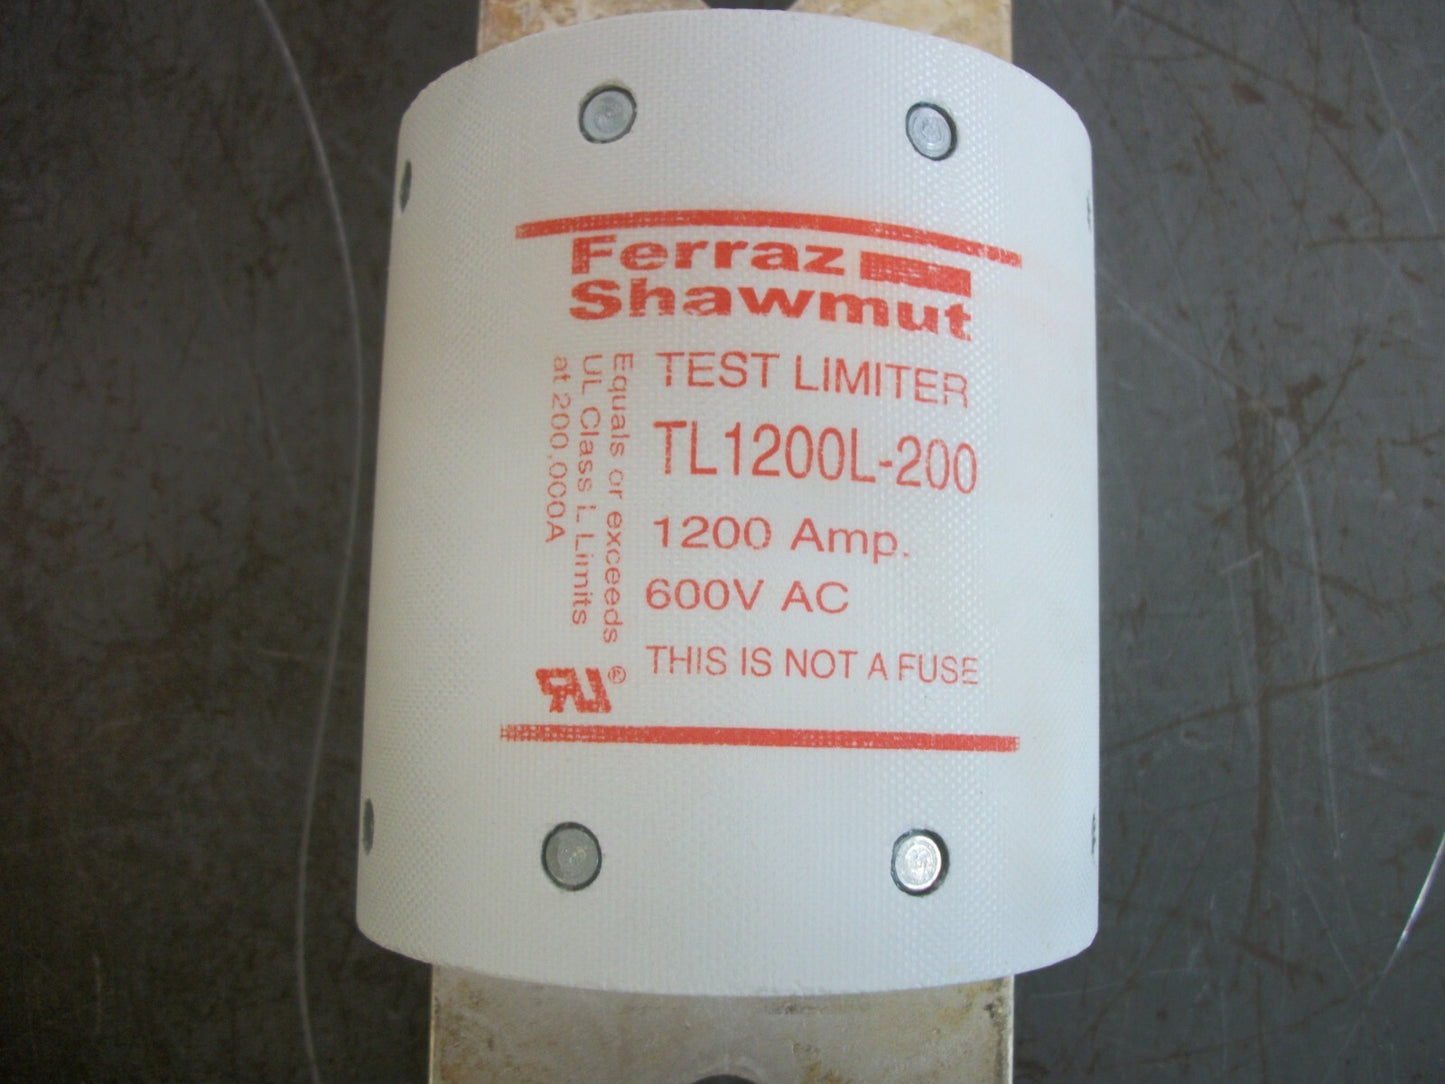 Ferraz
Shawmut
TEST LIMITER
TL1200L-200
1200 Amp.
600V AC
THIS IS NOT A FUSE
Equals or exceeds
UL Class L Limits
at 200,000A
RU®